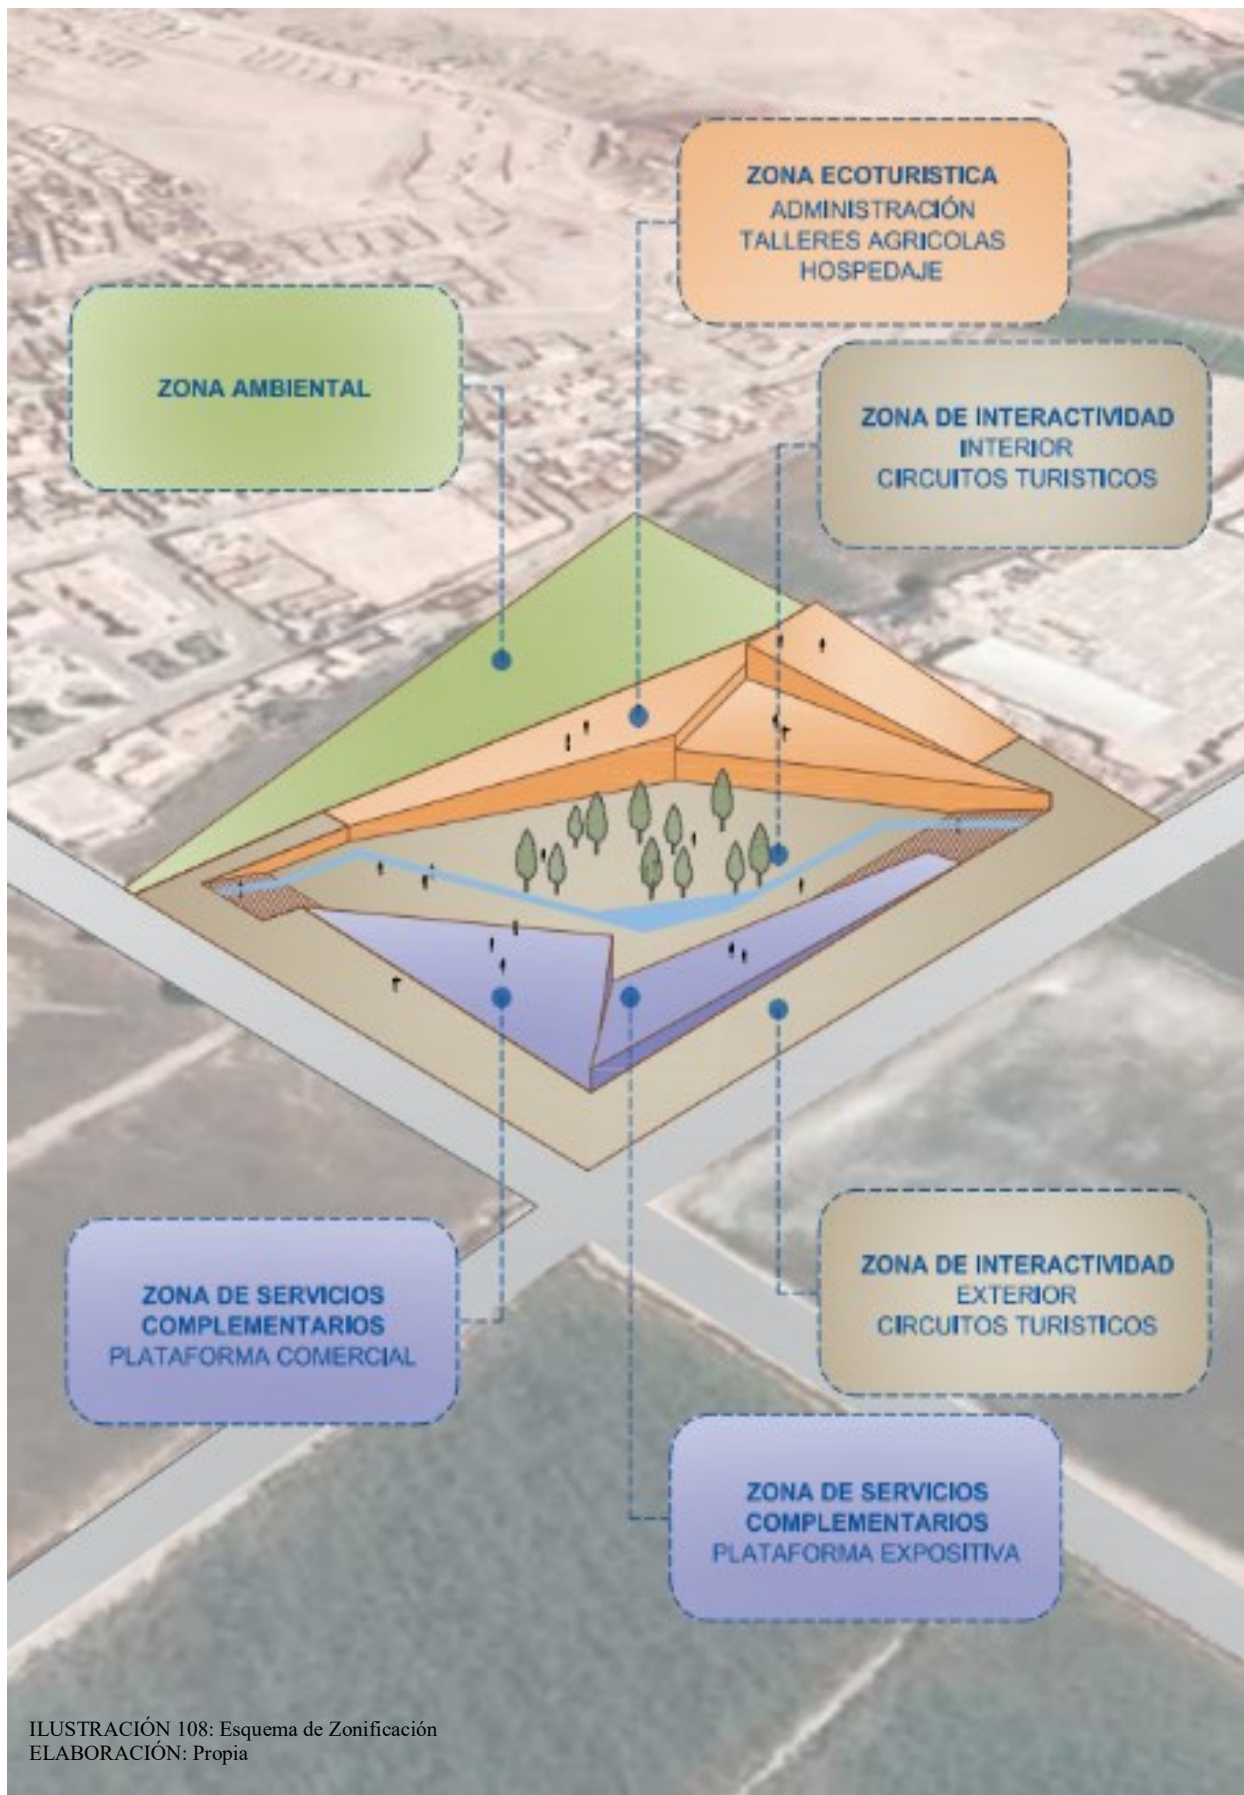 ZONA ECOTURISTICA
ADMINISTRACIÓN
TALLERES AGRICOLAS
HOSPEDAJE
ZONA AMBIENTAL
ZONA DE INTERACTIVIDAD
INTERIOR
CIRCUITOS TURISTICOS
ZONA DE SERVICIOS
COMPLEMENTARIOS
PLATAFORMA COMERCIAL
ZONA DE INTERACTIVIDAD
EXTERIOR
CIRCUITOS TURISTICOS
ZONA DE SERVICIOS
COMPLEMENTARIOS
PLATAFORMA EXPOSITIVA
ILUSTRACIÓN 108: Esquema de Zonificación
ELABORACIÓN: Propia